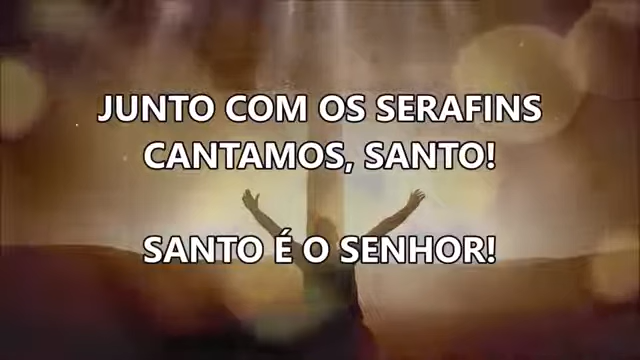 JUNTO COM OS SERAFINS
CANTAMOS, SANTO!
SANTO É O SENHOR!